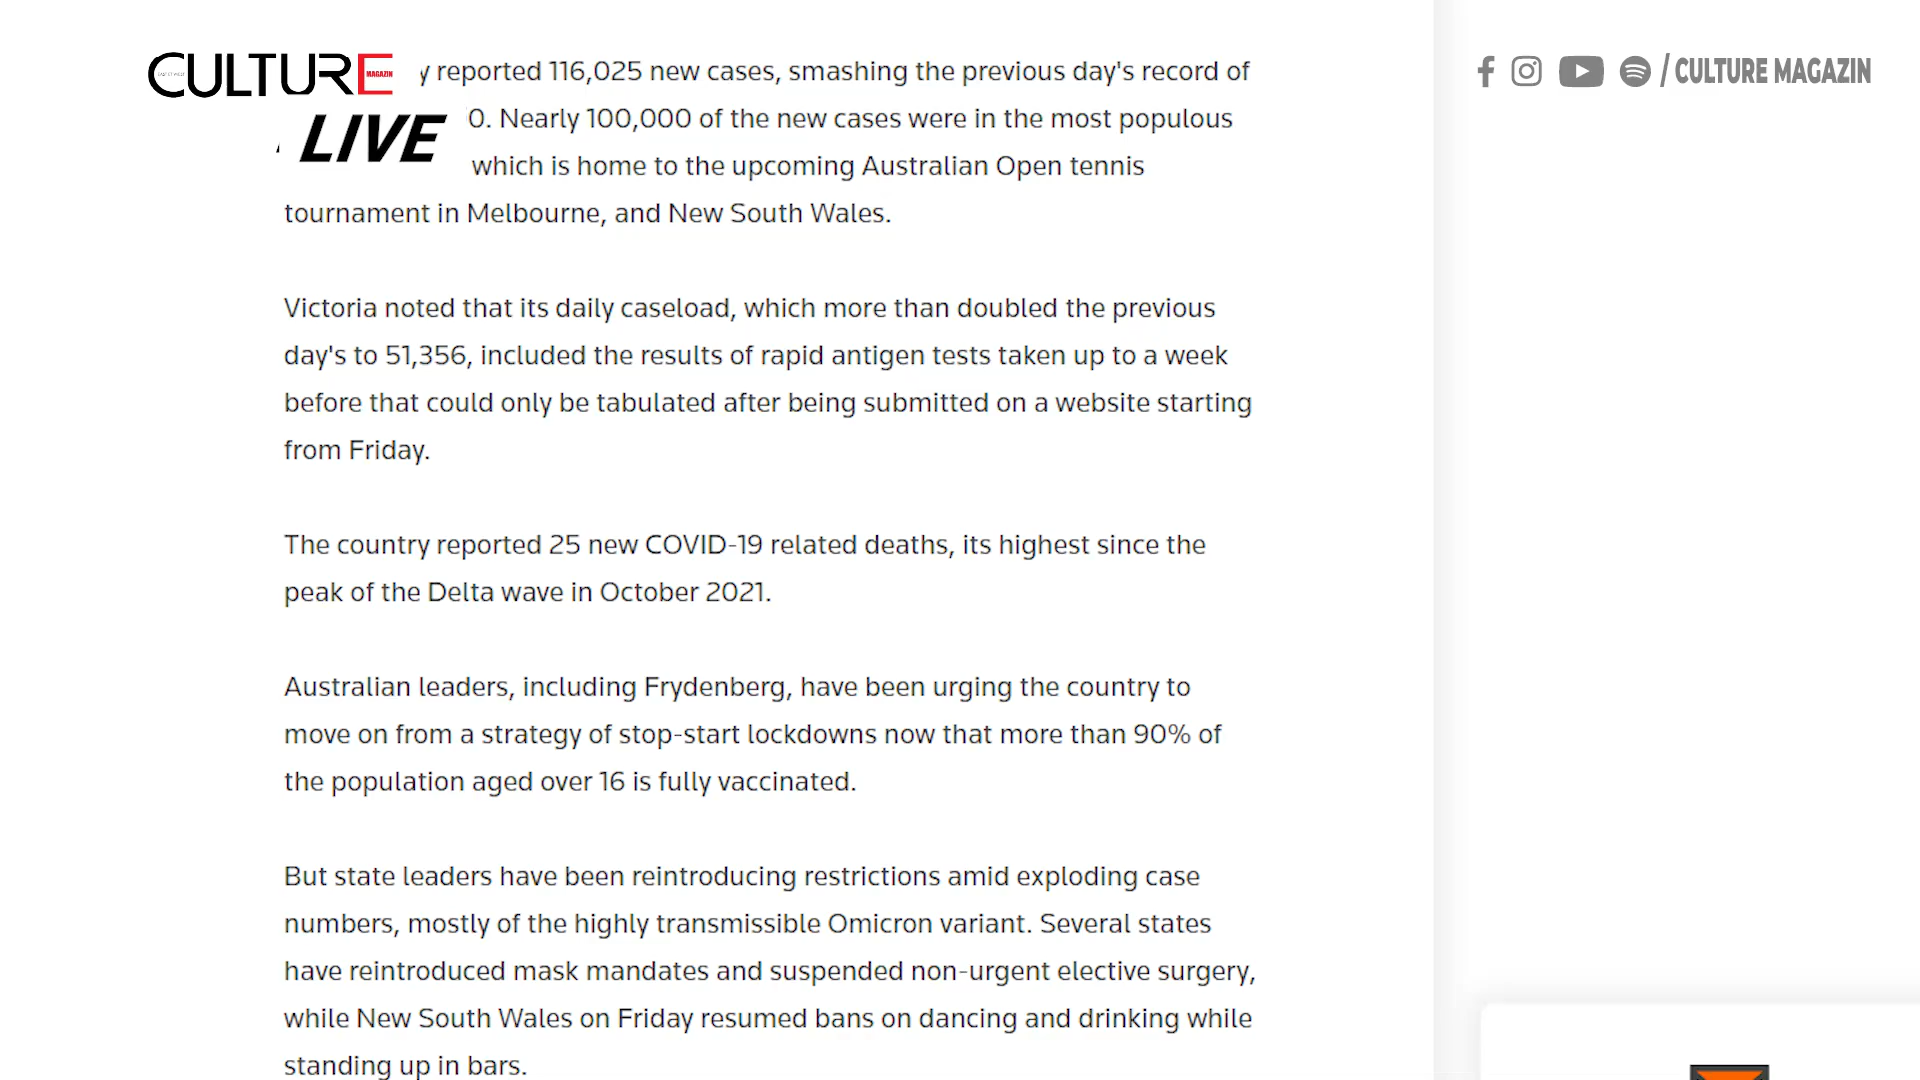 CULTURE
MAGAZIN
LIVE
CULTURE MAGAZIN
y reported 116,025 new cases, smashing the previous day's record of
0. Nearly 100,000 of the new cases were in the most populous
which is home to the upcoming Australian Open tennis
tournament in Melbourne, and New South Wales.
Victoria noted that its daily caseload, which more than doubled the previous
day's to 51,356, included the results of rapid antigen tests taken up to a week
before that could only be tabulated after being submitted on a website starting
from Friday.
The country reported 25 new COVID-19 related deaths, its highest since the
peak of the Delta wave in October 2021.
Australian leaders, including Frydenberg, have been urging the country to
move on from a strategy of stop-start lockdowns now that more than 90% of
the population aged over 16 is fully vaccinated.
But state leaders have been reintroducing restrictions amid exploding case
numbers, mostly of the highly transmissible Omicron variant. Several states
have reintroduced mask mandates and suspended non-urgent elective surgery,
while New South Wales on Friday resumed bans on dancing and drinking while
standing up in bars.